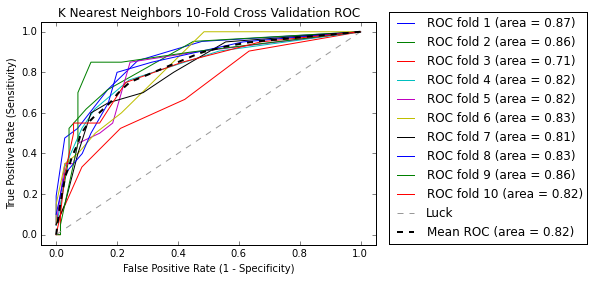 K Nearest Neighbors 10-Fold Cross Validation ROC
True Positive Rate (Sensitivity)
1.0
0.8
0.6
0.4
0.2
0.0
0.0 0.2 0.4 0.6 0.8 1.0
False Positive Rate (1 - Specificity)
ROC fold 1 (area = 0.87)
ROC fold 2 (area = 0.86)
ROC fold 3 (area = 0.71)
ROC fold 4 (area = 0.82)
ROC fold 5 (area = 0.82)
ROC fold 6 (area = 0.83)
ROC fold 7 (area = 0.81)
ROC fold 8 (area = 0.83)
ROC fold 9 (area = 0.86)
ROC fold 10 (area = 0.82)
Luck
Mean ROC (area = 0.82)